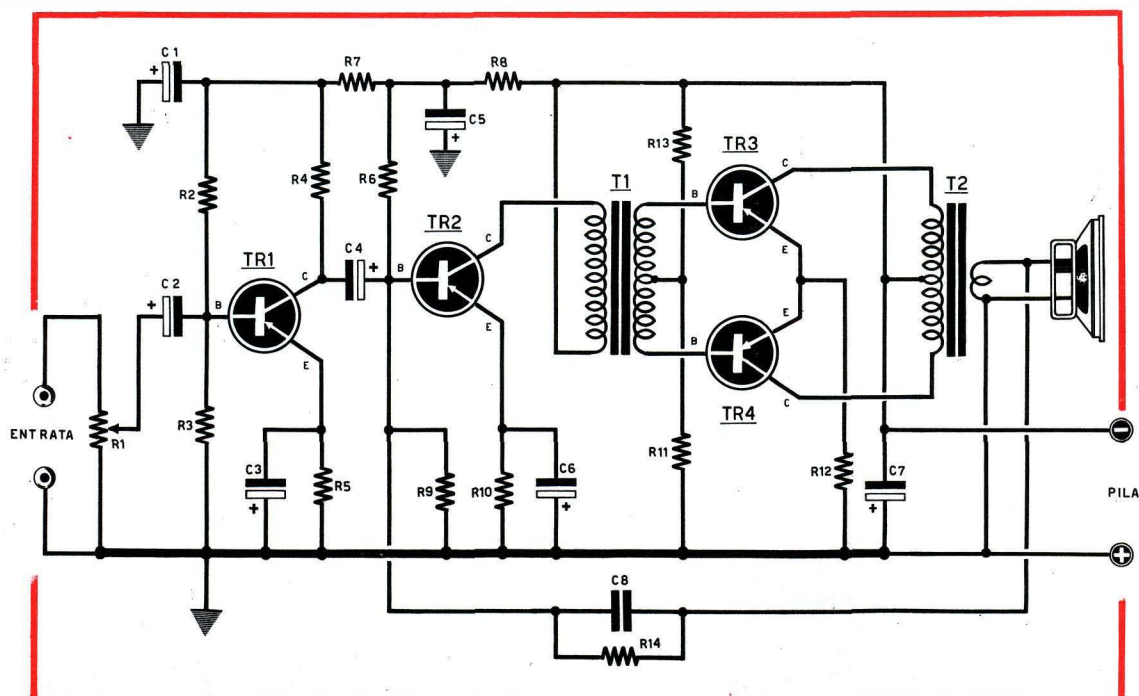 C1
+
R7
R8
C5
+
R13
TR3
C
T2
R2
R4
R6
T1
B
TR2
C
E
C4
+
B
TR1
C
C2
+
B
E
E
B
E
TR4
C
ENTRATA
R1
R3
C3
+
R5
R9
R10
C6
+
R11
R12
C7
+
-
PILA
+
C8
R14